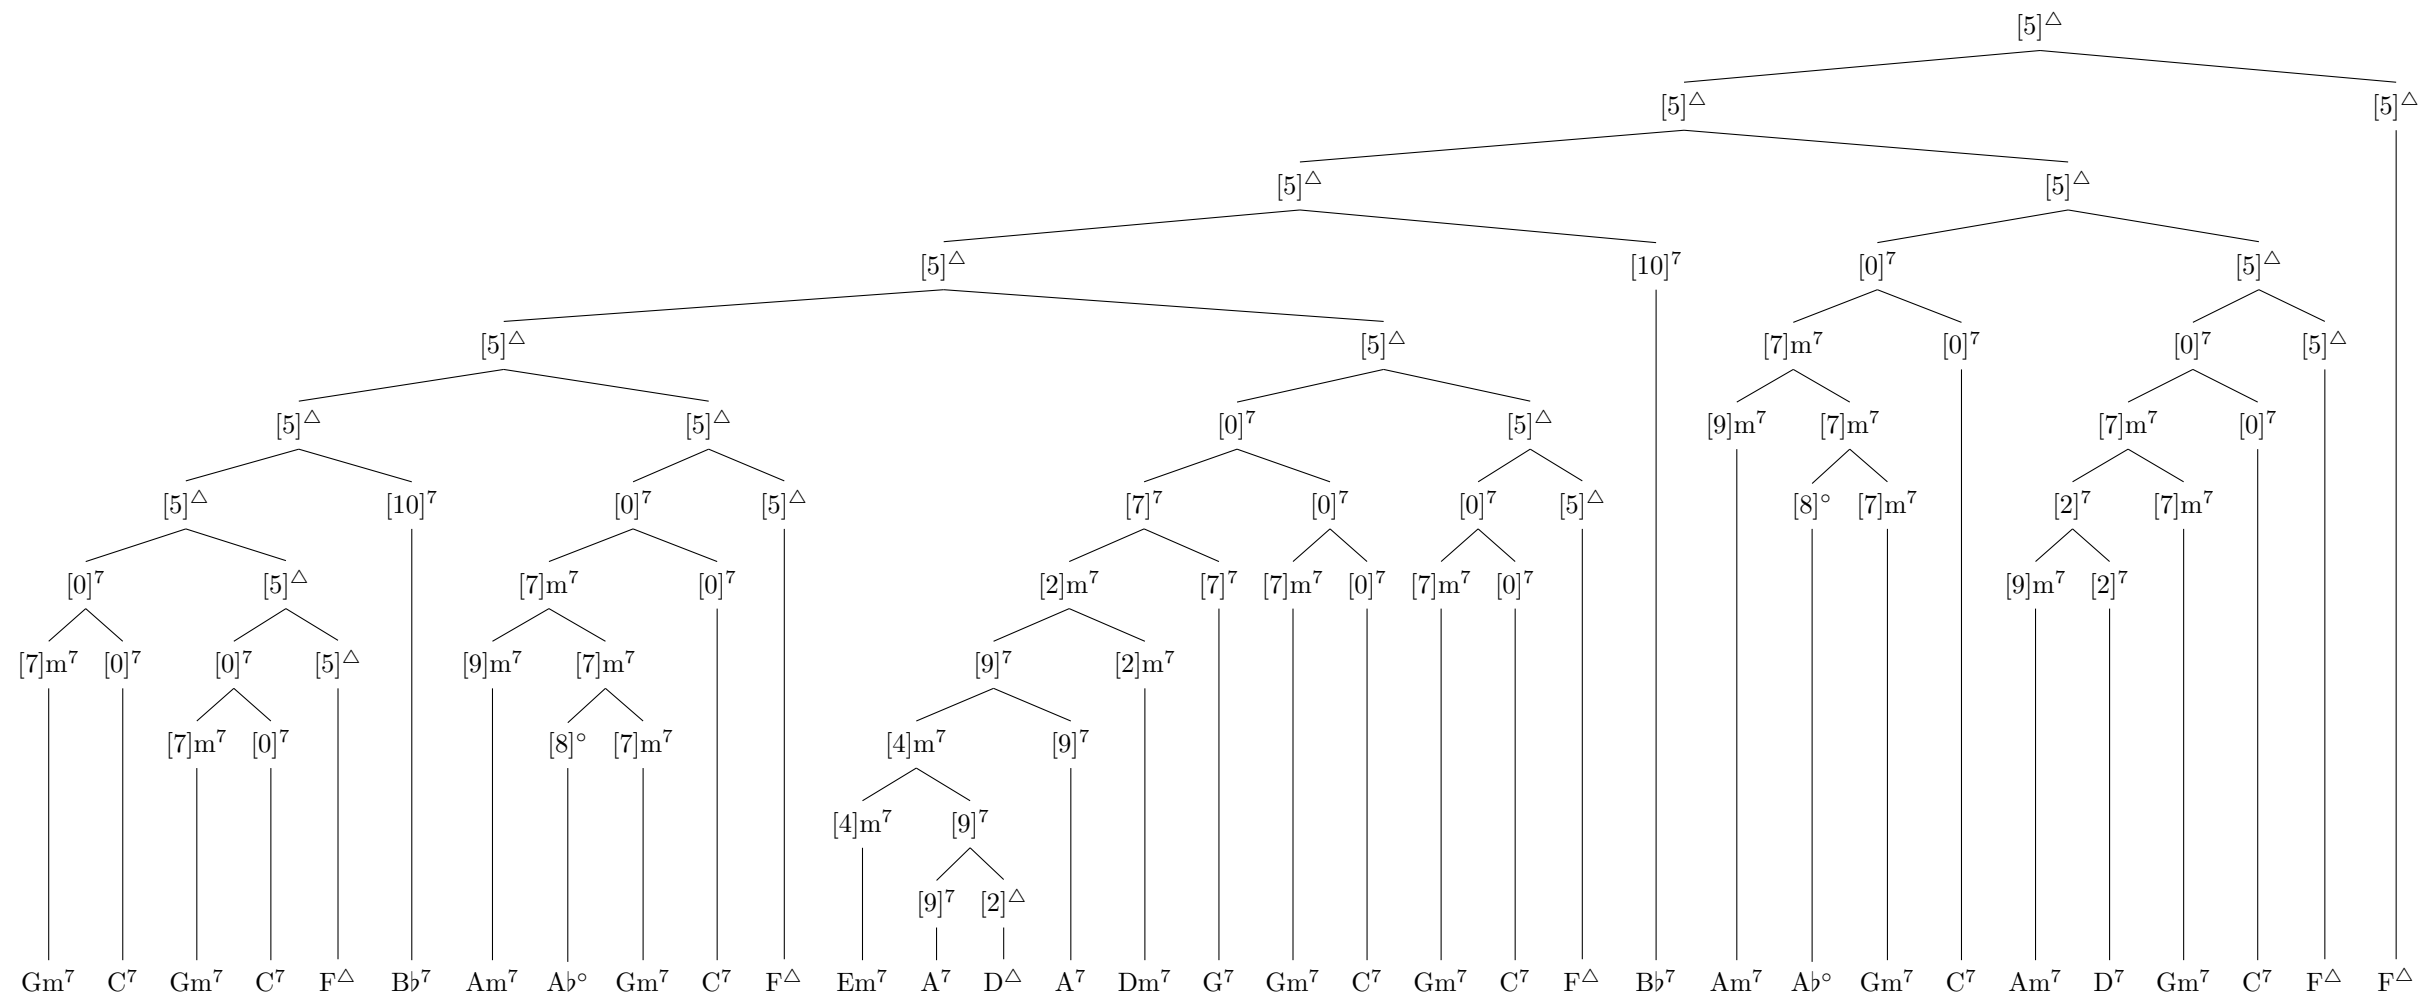 [5]△
[5]△ [5]△
[5]△ [5]△
[5]△ [10]⁷ [0]⁷ [5]△
[5]△ [5]△ [7]m⁷ [0]⁷ [0]⁷ [5]△
[5]△ [5]△ [0]⁷ [5]△ [9]m⁷ [7]m⁷ [7]m⁷ [0]⁷
[5]△ [10]⁷ [0]⁷ [5]△ [7]⁷ [0]⁷ [0]⁷ [5]△ [8]° [7]m⁷ [2]⁷ [7]m⁷
[0]⁷ [5]△ [7]m⁷ [0]⁷ [2]m⁷ [7]⁷ [7]m⁷ [0]⁷ [7]m⁷ [0]⁷ [9]m⁷ [2]⁷
[7]m⁷ [0]⁷ [0]⁷ [5]△ [9]m⁷ [7]m⁷ [9]⁷ [2]m⁷
[7]m⁷ [0]⁷ [8]° [7]m⁷ [4]m⁷ [9]⁷
[4]m⁷ [9]⁷
[9]⁷ [2]△
Gm⁷ C⁷ Gm⁷ C⁷ F△ B♭⁷ Am⁷ A♭° Gm⁷ C⁷ F△ Em⁷ A⁷ D△ A⁷ Dm⁷ G⁷ Gm⁷ C⁷ Gm⁷ C⁷ F△ B♭⁷ Am⁷ A♭° Gm⁷ C⁷ Am⁷ D⁷ Gm⁷ C⁷ F△ F△